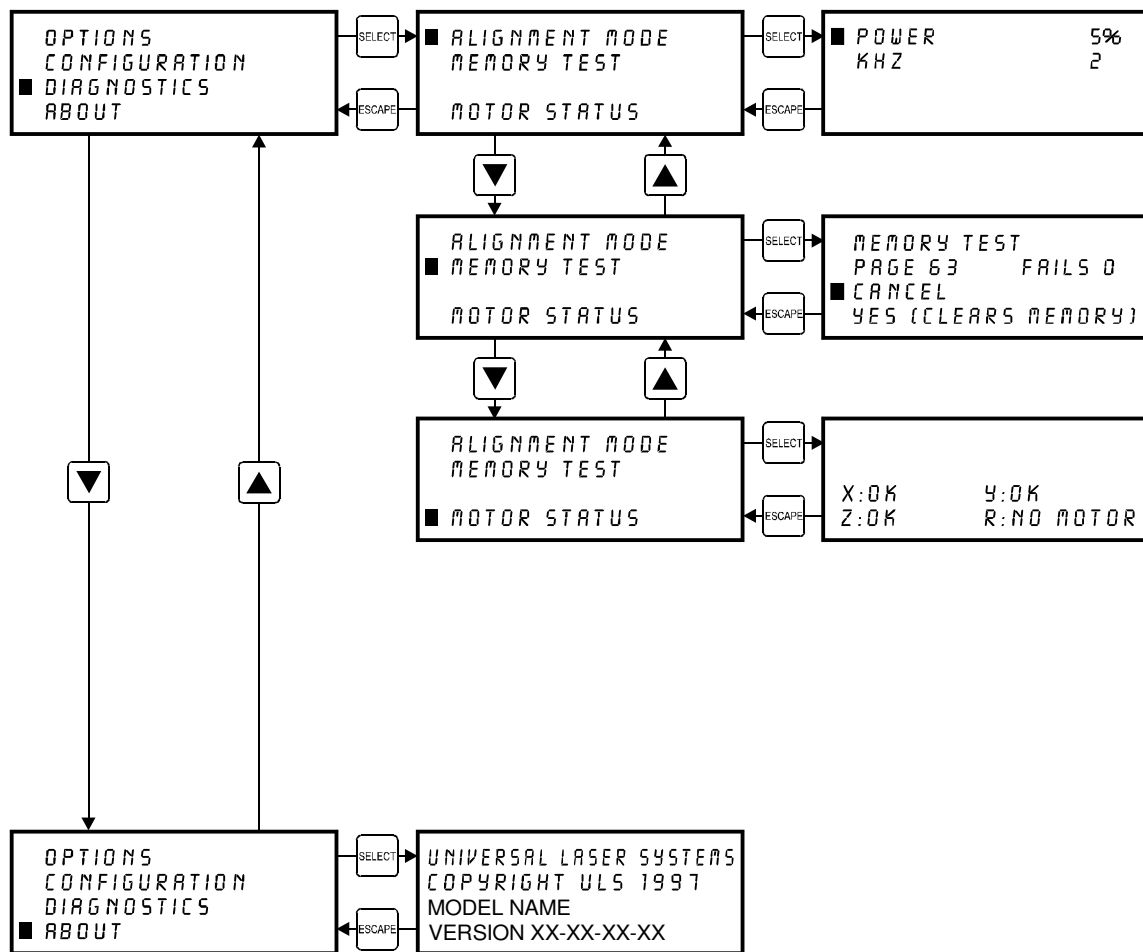 OPTIONS
CONFIGURATION
DIAGNOSTICS
ABOUT
SELECT
ESCAPE
ALIGNMENT MODE
MEMORY TEST
MOTOR STATUS
SELECT
ESCAPE
POWER 5%
KHZ 2
ALIGNMENT MODE
MEMORY TEST
MOTOR STATUS
SELECT
ESCAPE
MEMORY TEST
PAGE 63 FAILS 0
CANCEL
YES (CLEARS MEMORY)
ALIGNMENT MODE
MEMORY TEST
MOTOR STATUS
SELECT
ESCAPE
X:OK Y:OK
Z:OK R:NO MOTOR
OPTIONS
CONFIGURATION
DIAGNOSTICS
ABOUT
SELECT
ESCAPE
UNIVERSAL LASER SYSTEMS
COPYRIGHT ULS 1997
MODEL NAME
VERSION XX-XX-XX-XX